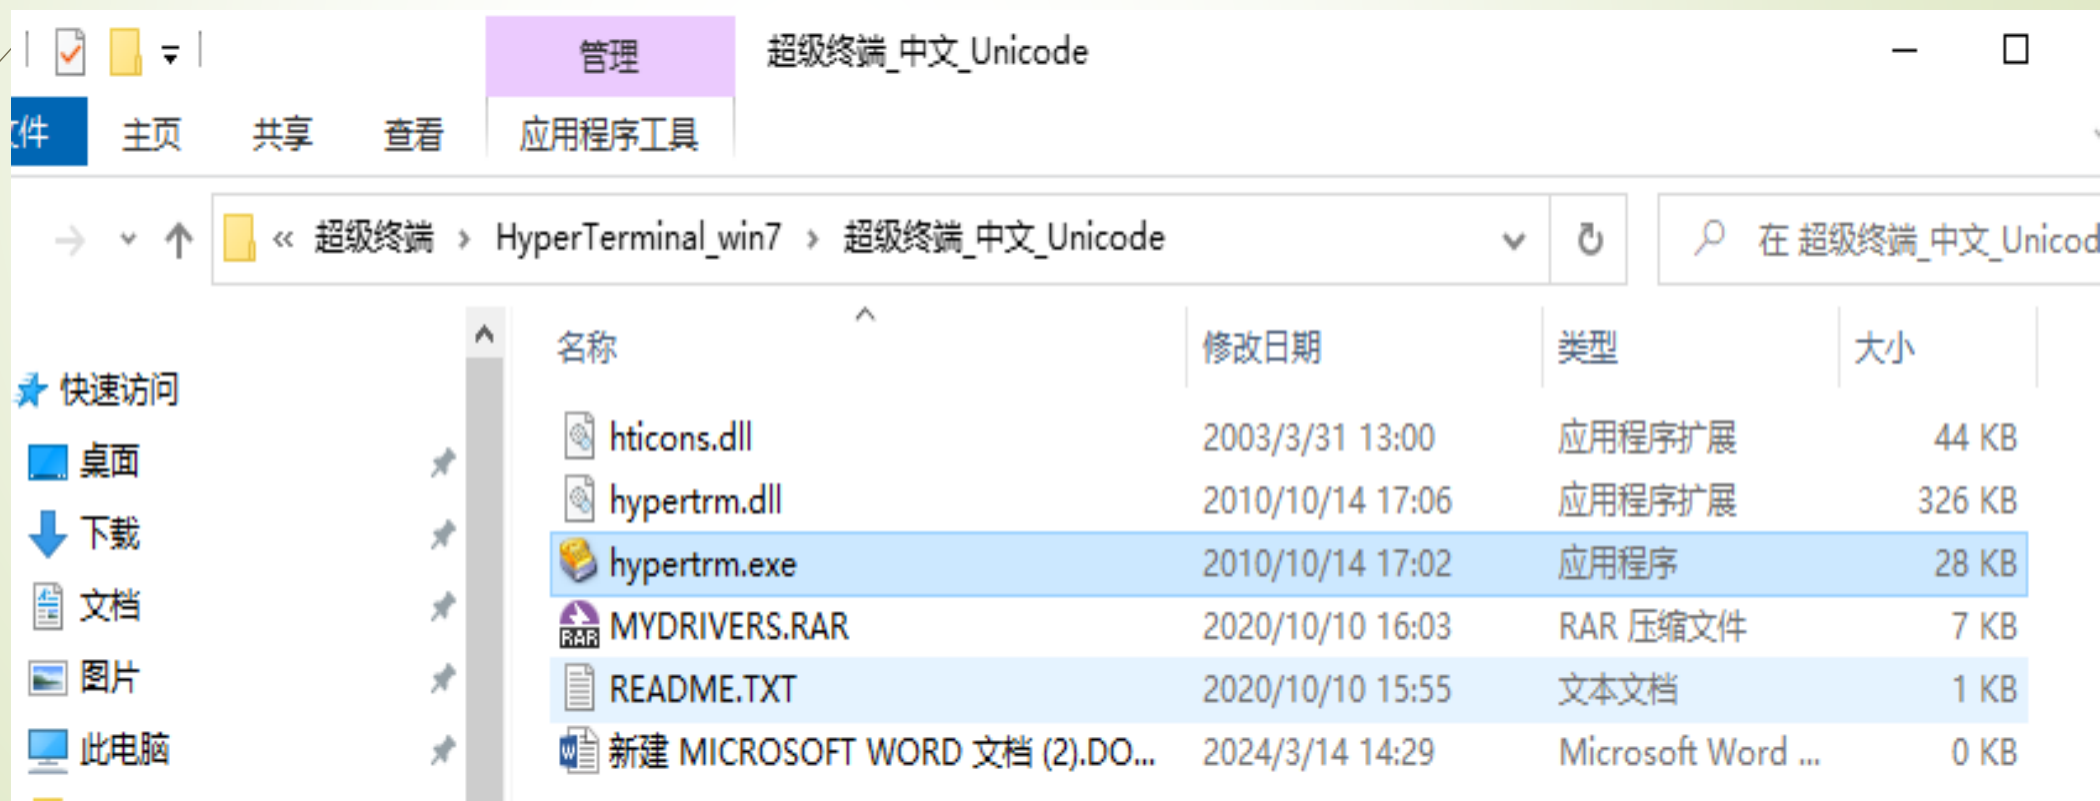 管理 超级终端_中文_Unicode
件 主页 共享 查看 应用程序工具
« 超级终端 › HyperTerminal_win7 › 超级终端_中文_Unicode 在 超级终端_中文_Unicod
名称 修改日期 类型 大小
快速访问
桌面
下载
文档
图片
此电脑
hticons.dll 2003/3/31 13:00 应用程序扩展 44 KB
hypertrm.dll 2010/10/14 17:06 应用程序扩展 326 KB
hypertrm.exe 2010/10/14 17:02 应用程序 28 KB
RAR MYDRIVERS.RAR 2020/10/10 16:03 RAR 压缩文件 7 KB
README.TXT 2020/10/10 15:55 文本文档 1 KB
新建 MICROSOFT WORD 文档 (2).DO... 2024/3/14 14:29 Microsoft Word ... 0 KB